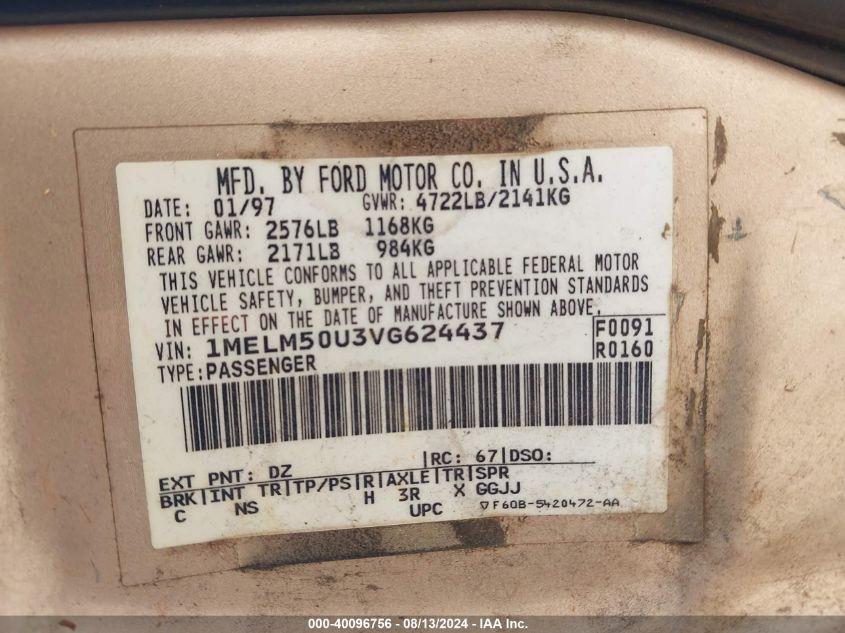 MFD. BY FORD MOTOR CO. IN U.S.A.
DATE: 01/97 GVWR: 4722LB/2141KG
FRONT GAWR: 2576LB 1168KG
REAR GAWR: 2171LB 984KG
THIS VEHICLE CONFORMS TO ALL APPLICABLE FEDERAL MOTOR
VEHICLE SAFETY, BUMPER, AND THEFT PREVENTION STANDARDS
IN EFFECT ON THE DATE OF MANUFACTURE SHOWN ABOVE.
VIN: 1MELM50U3VG624437 F0091
TYPE: PASSENGER R0160
EXT PNT: DZ |RC: 67|DSO:
BRK|INT TR|TP/PS|R|AXLE|TR|SPR
C NS H 3R X GGJJ
UPC ▽F6QB-5420472-AA
000-40096756 - 08/13/2024 - IAA Inc.